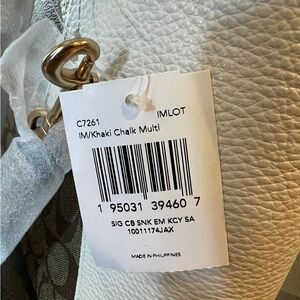 C7261 IMLOT
IM/Khaki Chalk Multi
1 95031 39460 7
SIG CB SNK EM KCY SA
10011174JAX
MADE IN PHILIPPINES